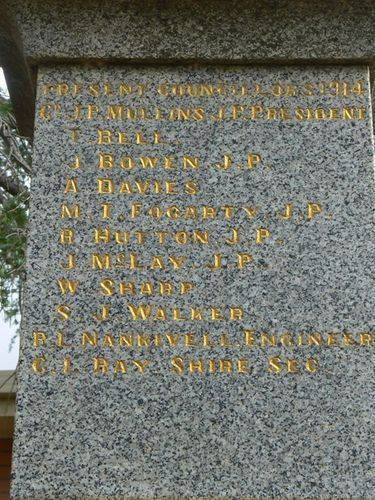 PRESENT COUNCILLORS 1914
Cr J.P. MULLINS J.P. PRESIDENT
T. BELL.
J. BOWEN J.P.
A. DAVIES
M. I. FOGARTY. J.P.
R. HUTTON. J.P.
J. McLAY. J.P.
W. SHARP
S. J. WALKER
P. L. NANKIVELL. ENGINEER
C. I. RAY. SHIRE SEC.